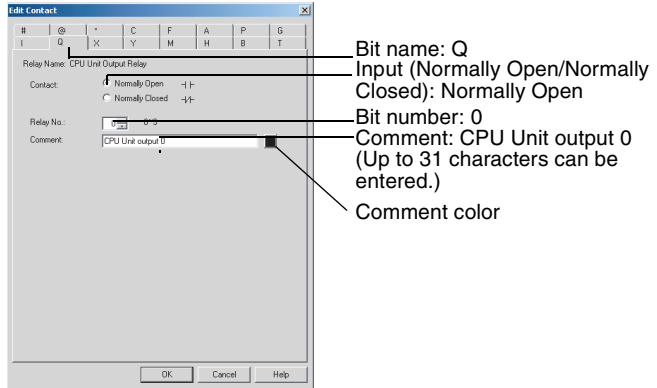 Edit Contact
# @ * C F A P G
I Q X Y M H B T
Relay Name: CPU Unit Output Relay
Contact: Normally Open
Normally Closed
Relay No.: 0
Comment: CPU Unit output 0
OK Cancel Help
Bit name: Q
Input (Normally Open/Normally
Closed): Normally Open
Bit number: 0
Comment: CPU Unit output 0
(Up to 31 characters can be
entered.)
Comment color